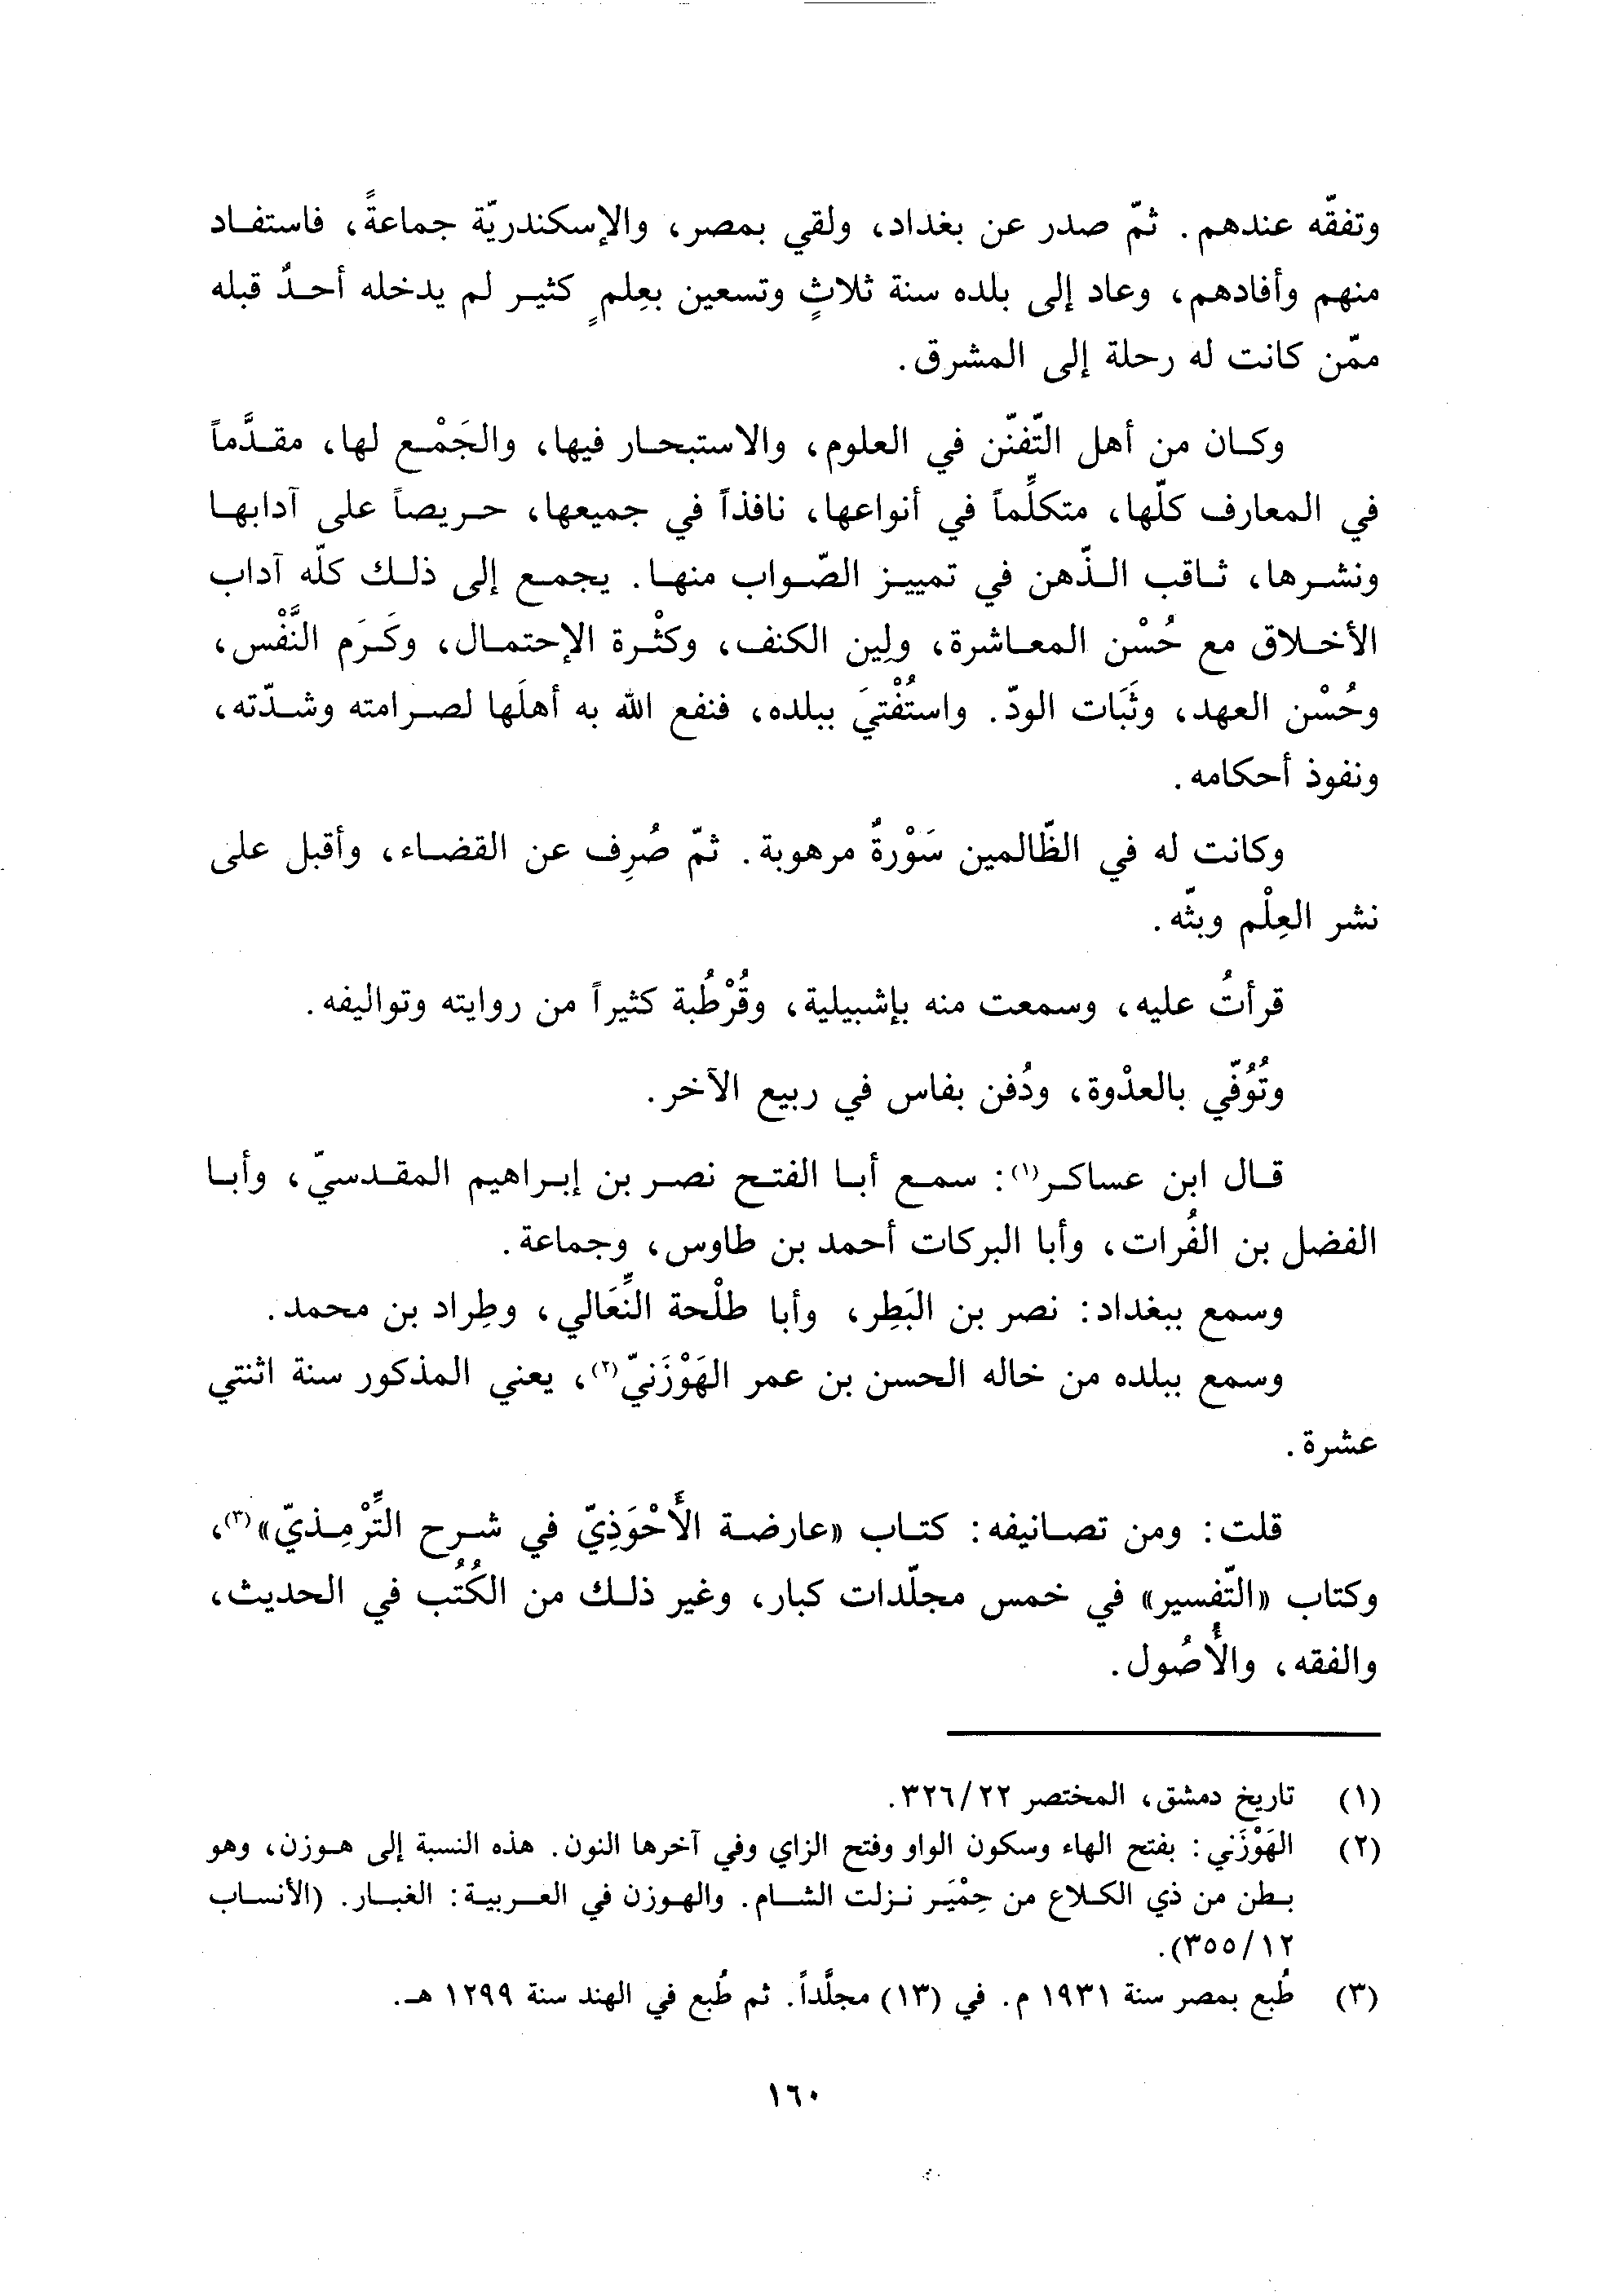 وتفقّه عندهم. ثمّ صدر عن بغداد، ولقي بمصر، والإسكندريّة جماعةً، فاستفاد
منهم وأفادهم، وعاد إلى بلده سنة ثلاثٍ وتسعين بعِلمٍ كثير لم يدخله أحدٌ قبله
ممّن كانت له رحلة إلى المشرق.
وكان من أهل التّفنّن في العلوم، والاستبحار فيها، والجَمْع لها، مقدَّماً
في المعارف كلّها، متكلِّماً في أنواعها، نافذاً في جميعها، حريصاً على آدابها
ونشرها، ثاقب الذّهن في تمييز الصّواب منها. يجمع إلى ذلك كلّه آداب
الأخلاق مع حُسْن المعاشرة، ولِين الكنف، وكثْرة الإحتمال، وكَرَم النَّفْس،
وحُسْن العهد، وثَبَات الودّ. واستُفْتيَ ببلده، فنفع الله به أهلَها لصرامته وشدّته،
ونفوذ أحكامه.
وكانت له في الظّالمين سَوْرةٌ مرهوبة. ثمّ صُرِف عن القضاء، وأقبل على
نشر العِلْم وبثّه.
قرأتُ عليه، وسمعت منه بإشبيلية، وقُرْطُبة كثيراً من روايته وتواليفه.
وتُوُفّي بالعدْوة، ودُفن بفاس في ربيع الآخر.
قال ابن عساكر(١): سمع أبا الفتح نصر بن إبراهيم المقدسيّ، وأبا
الفضل بن الفُرات، وأبا البركات أحمد بن طاوس، وجماعة.
وسمع ببغداد: نصر بن البَطِر، وأبا طلْحة النِّعَالي، وطِراد بن محمد.
وسمع ببلده من خاله الحسن بن عمر الهَوْزَنيّ(٢)، يعني المذكور سنة اثنتي
عشرة.
قلت: ومن تصانيفه: كتاب «عارضة الأَحْوَذِيّ في شرح التِّرْمِذيّ»(٣)،
وكتاب «التّفسير» في خمس مجلّدات كبار، وغير ذلك من الكُتُب في الحديث،
والفقه، والأُصُول.
(١) تاريخ دمشق، المختصر ٣٢٦/٢٢.
(٢) الهَوْزَني: بفتح الهاء وسكون الواو وفتح الزاي وفي آخرها النون. هذه النسبة إلى هوزن، وهو
بطن من ذي الكلاع من حِمْيَر نزلت الشام. والهوزن في العربية: الغبار. (الأنساب
٣٥٥/١٢).
(٣) طُبع بمصر سنة ١٩٣١ م. في (١٣) مجلَّداً. ثم طُبع في الهند سنة ١٢٩٩ هـ.
١٦٠